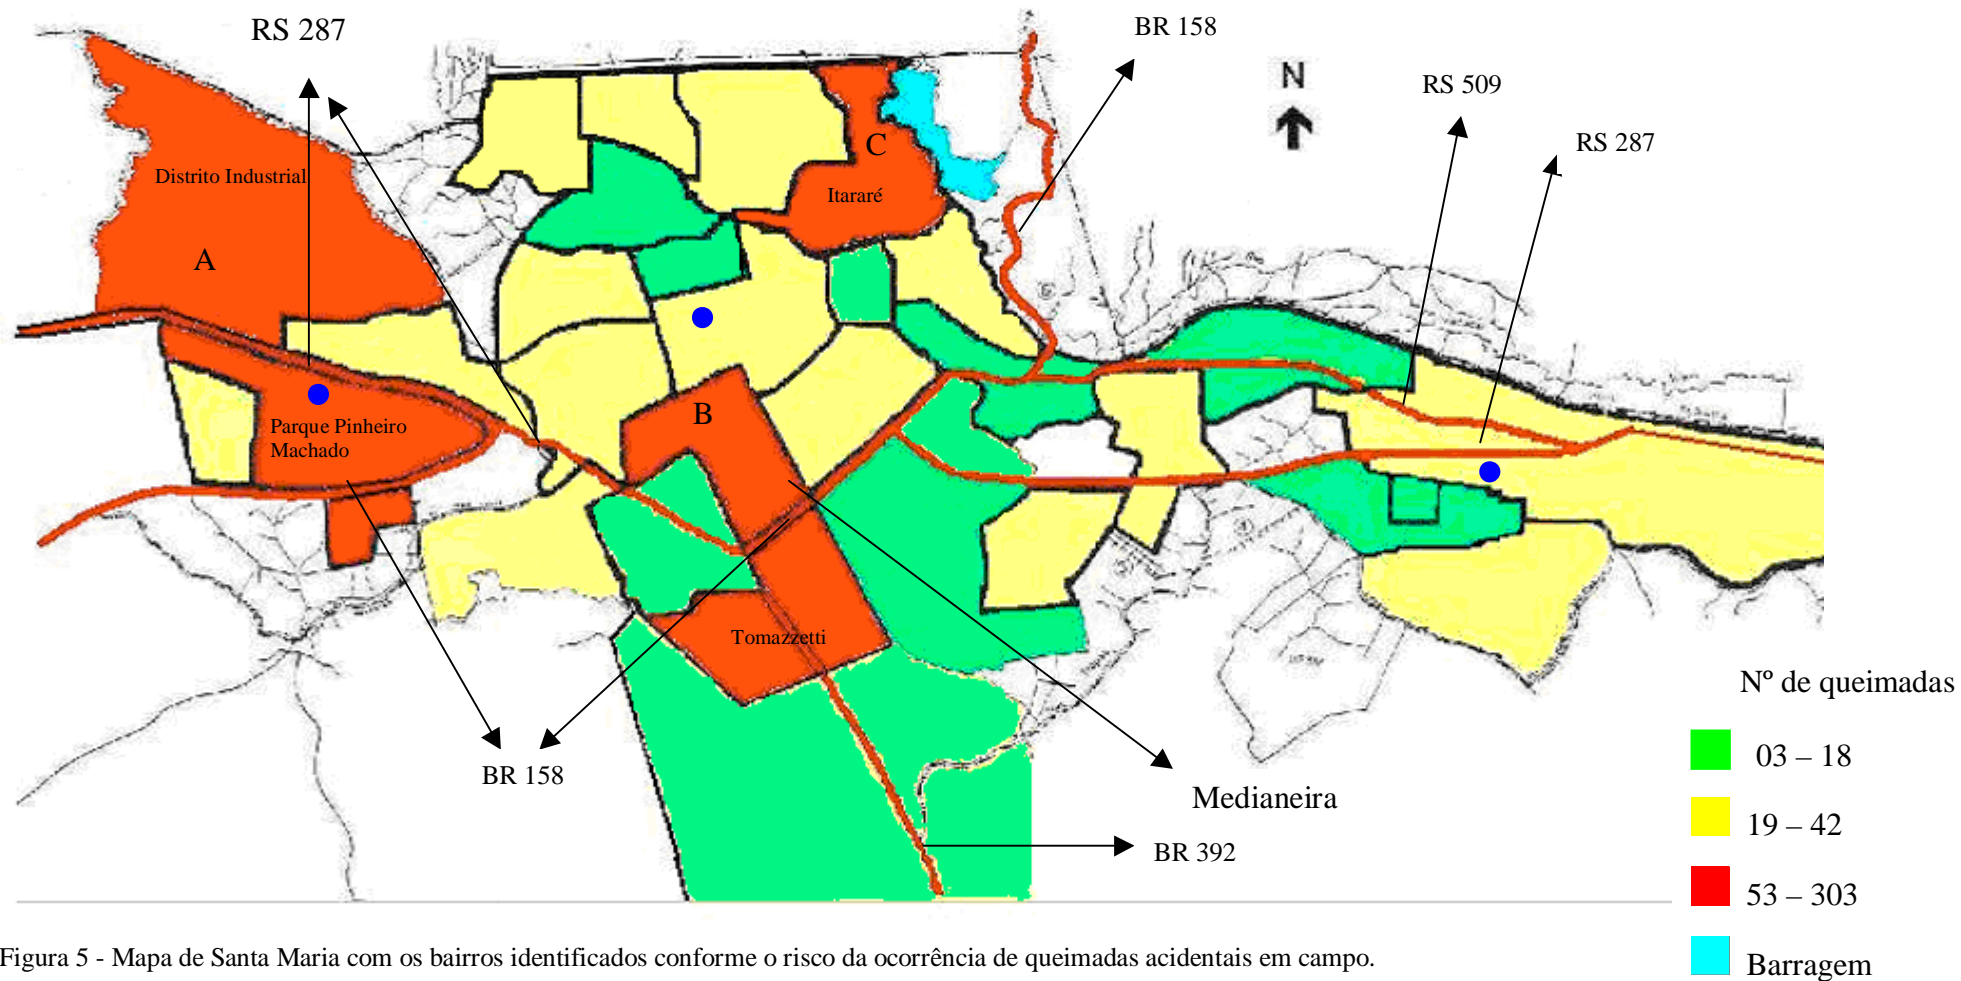 RS 287
BR 158
N
RS 509
RS 287
C
Distrito Industrial
Itararé
A
B
Parque Pinheiro
Machado
Tomazzetti
BR 158
Medianeira
BR 392
Nº de queimadas
03 – 18
19 – 42
53 – 303
Barragem
Figura 5 - Mapa de Santa Maria com os bairros identificados conforme o risco da ocorrência de queimadas acidentais em campo.